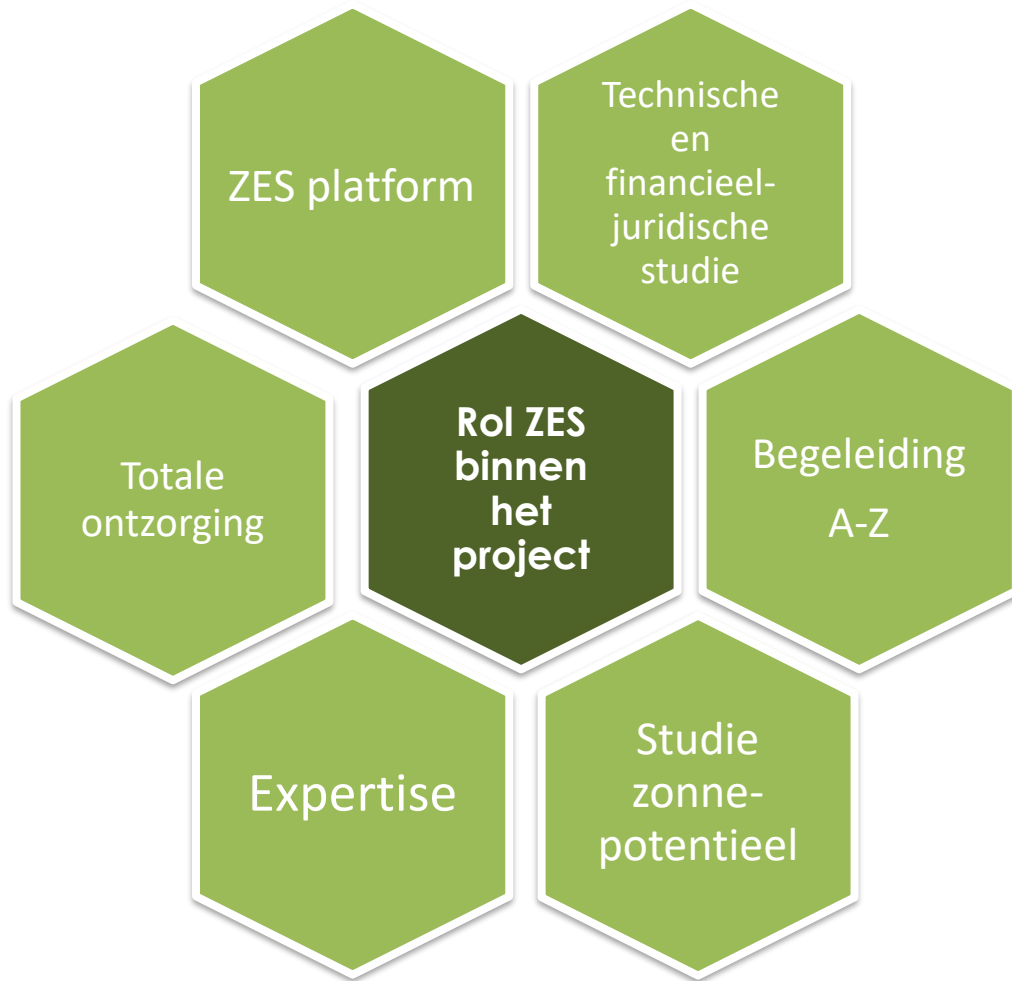 ZES platform
Technische
en
financieel-
juridische
studie
Totale
ontzorging
Rol ZES
binnen
het
project
Begeleiding
A-Z
Expertise
Studie
zonne-
potentieel